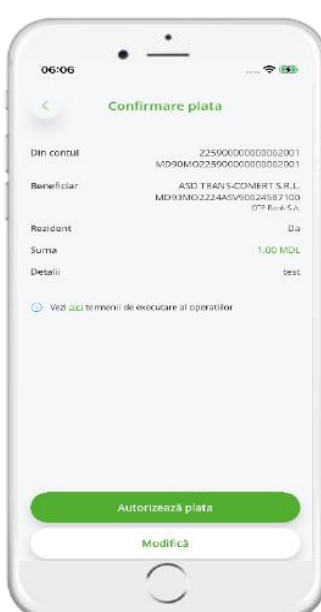 06:06
Confirmare plata
Din contul
225900000000002001
MD90MO225900000000002001
Beneficiar
ASD TRANS-COMERT S.R.L.
MD93MO2224ASV90024587100
OTP Bank S.A.
Rezident
Da
Suma
1.00 MDL
Detalii
test
Vezi aici termenii de executare al operatiilor
Autorizează plata
Modifică